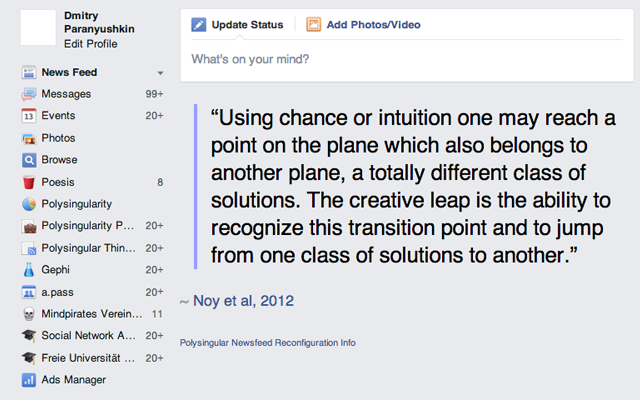 Dmitry
Paranyushkin
Edit Profile
News Feed
Messages 99+
13 Events 20+
Photos
Browse
Poesis 8
Polysingularity
Polysingularity P... 20+
Polysingular Thin... 20+
Gephi 20+
a.pass 20+
Mindpirates Verein... 11
Social Network A... 20+
Freie Universität ... 20+
Ads Manager
Update Status Add Photos/Video
What's on your mind?
“Using chance or intuition one may reach a
point on the plane which also belongs to
another plane, a totally different class of
solutions. The creative leap is the ability to
recognize this transition point and to jump
from one class of solutions to another.”
~ Noy et al, 2012
Polysingular Newsfeed Reconfiguration Info